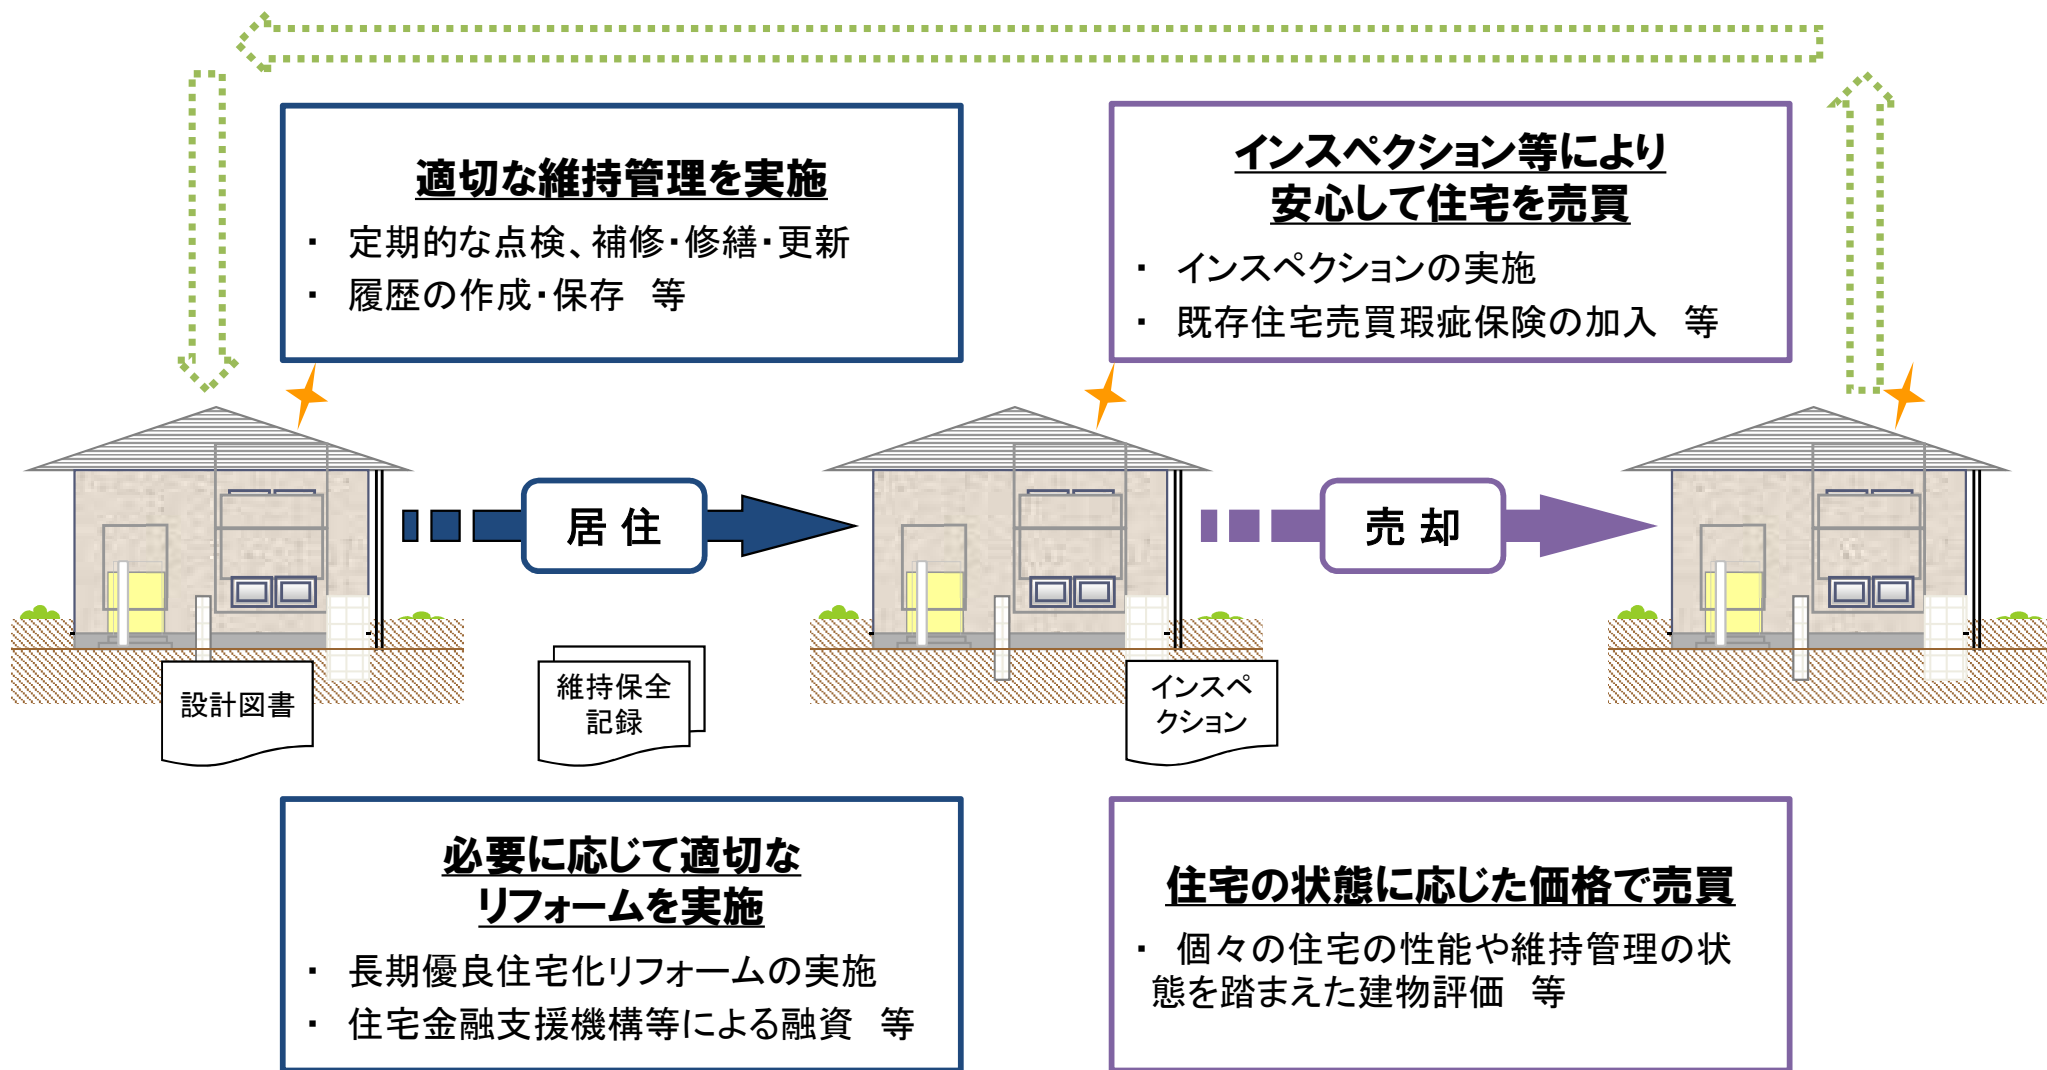 適切な維持管理を実施
・ 定期的な点検、補修・修繕・更新
・ 履歴の作成・保存　等
インスペクション等により
安心して住宅を売買
・ インスペクションの実施
・ 既存住宅売買瑕疵保険の加入　等
居 住
売 却
設計図書
維持保全
記録
インスペ
クション
必要に応じて適切な
リフォームを実施
・ 長期優良住宅化リフォームの実施
・ 住宅金融支援機構等による融資　等
住宅の状態に応じた価格で売買
・ 個々の住宅の性能や維持管理の状
態を踏まえた建物評価　等